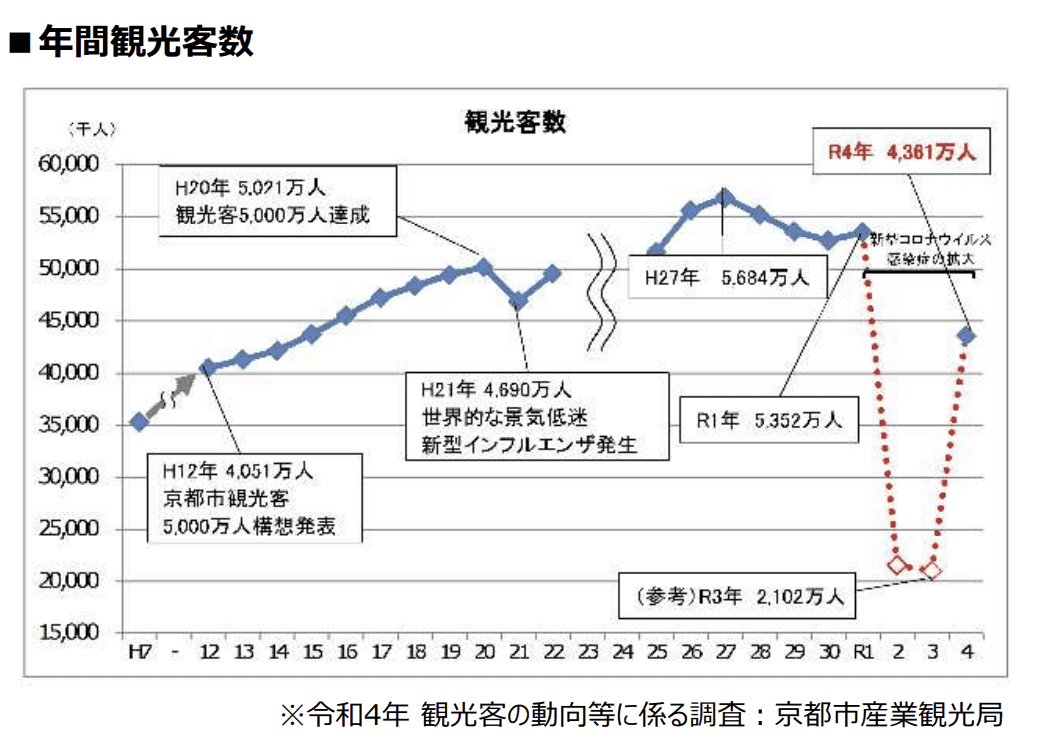 ■年間観光客数
観光客数
（千人）
R4年 4,361万人
60,000
55,000
50,000
45,000
40,000
35,000
30,000
25,000
20,000
15,000
H20年 5,021万人
観光客5,000万人達成
H27年 5,684万人
新型コロナウイルス
感染症の拡大
H21年 4,690万人
世界的な景気低迷
新型インフルエンザ発生
R1年 5,352万人
H12年 4,051万人
京都市観光客
5,000万人構想発表
（参考）R3年 2,102万人
H7 - 12 13 14 15 16 17 18 19 20 21 22 23 24 25 26 27 28 29 30 R1 2 3 4
※令和4年 観光客の動向等に係る調査：京都市産業観光局